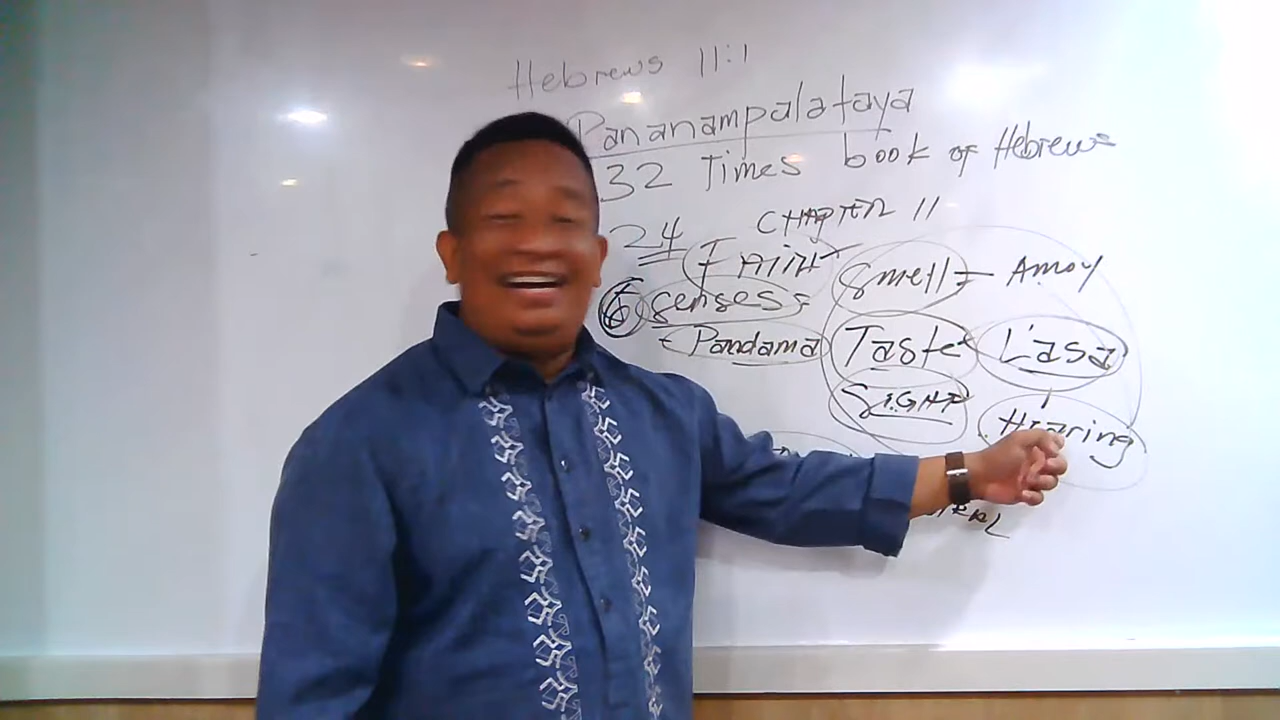 Hebrews 11:1
Pananampalataya
32 Times book of Hebrews
24 CHAPTER 11
FAith
smell = Amoy
6 senses =
Pandama Taste Lasa
SiGHt
Hearing